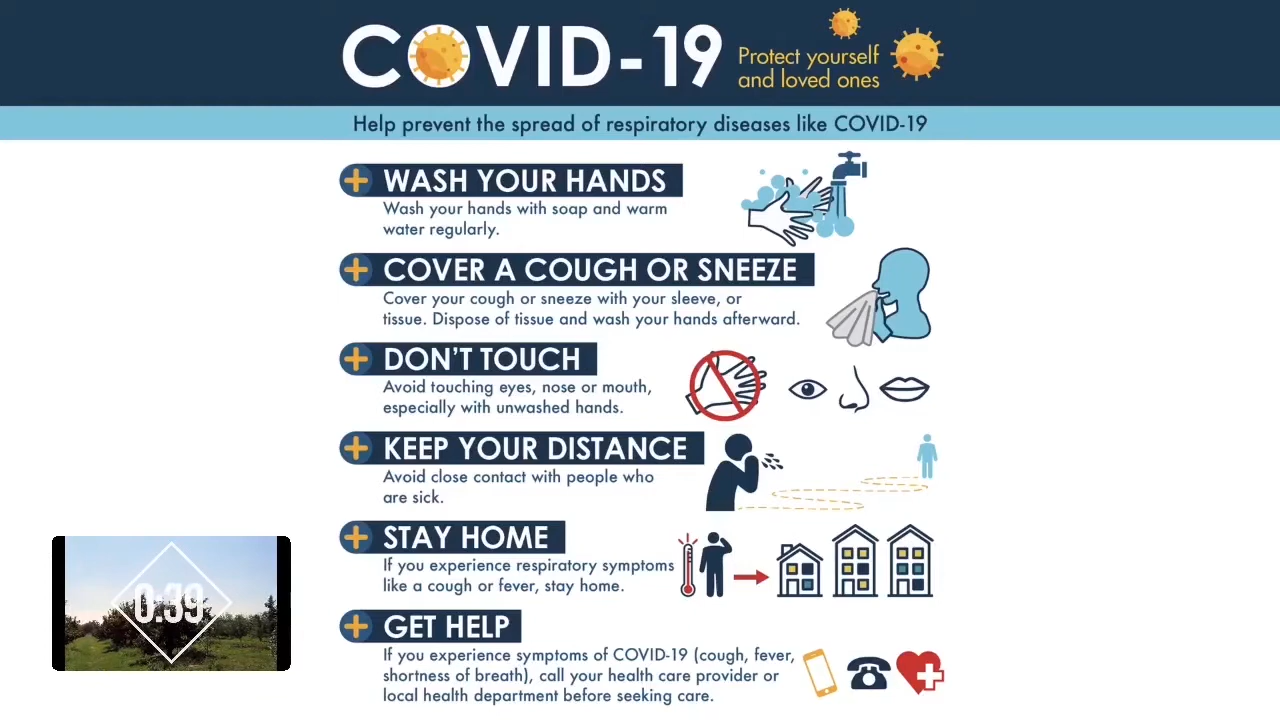 COVID-19
Protect yourself
and loved ones
Help prevent the spread of respiratory diseases like COVID-19
WASH YOUR HANDS
Wash your hands with soap and warm
water regularly.
COVER A COUGH OR SNEEZE
Cover your cough or sneeze with your sleeve, or
tissue. Dispose of tissue and wash your hands afterward.
DON'T TOUCH
Avoid touching eyes, nose or mouth,
especially with unwashed hands.
KEEP YOUR DISTANCE
Avoid close contact with people who
are sick.
STAY HOME
If you experience respiratory symptoms
like a cough or fever, stay home.
GET HELP
If you experience symptoms of COVID-19 (cough, fever,
shortness of breath), call your health care provider or
local health department before seeking care.
0:39